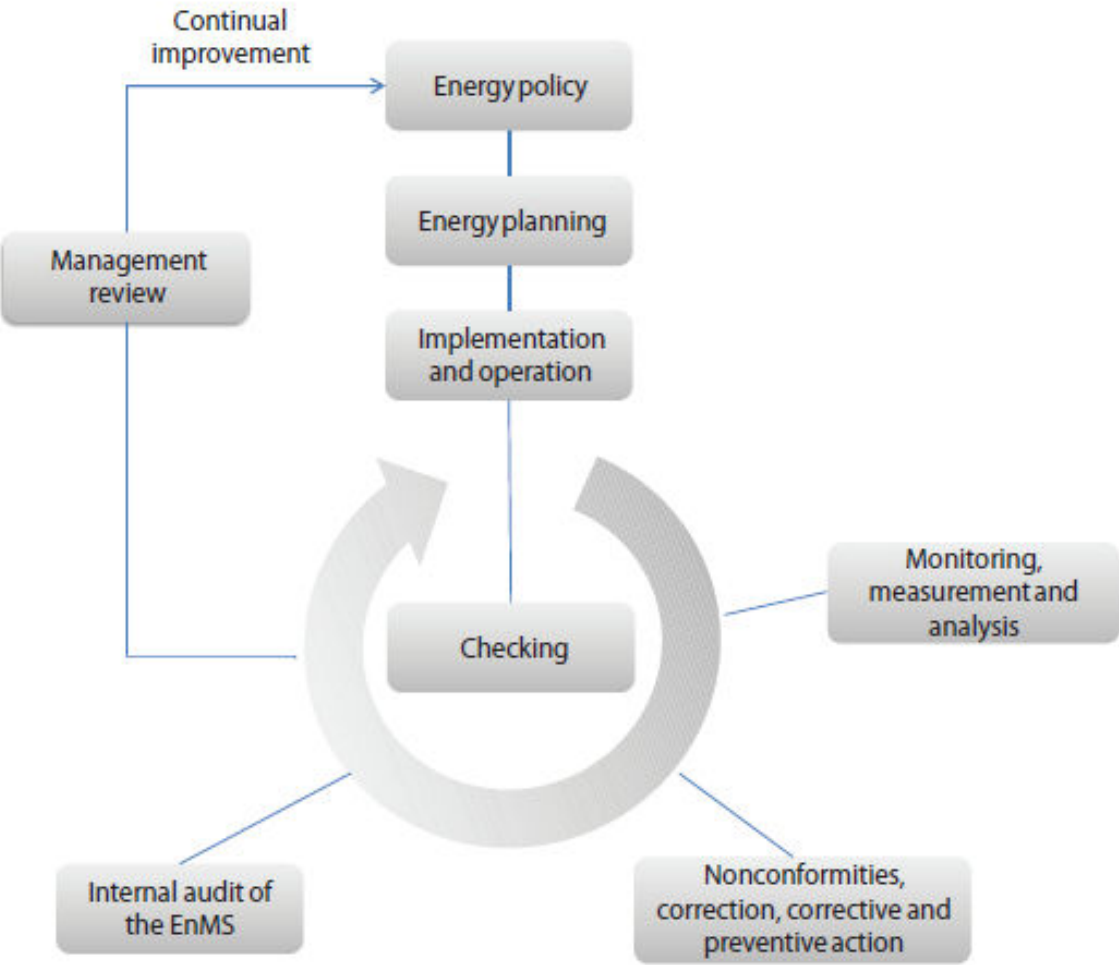 Continual
improvement
Energy policy
Energy planning
Management
review
Implementation
and operation
Monitoring,
measurement and
analysis
Checking
Internal audit of
the EnMS
Nonconformities,
correction, corrective and
preventive action